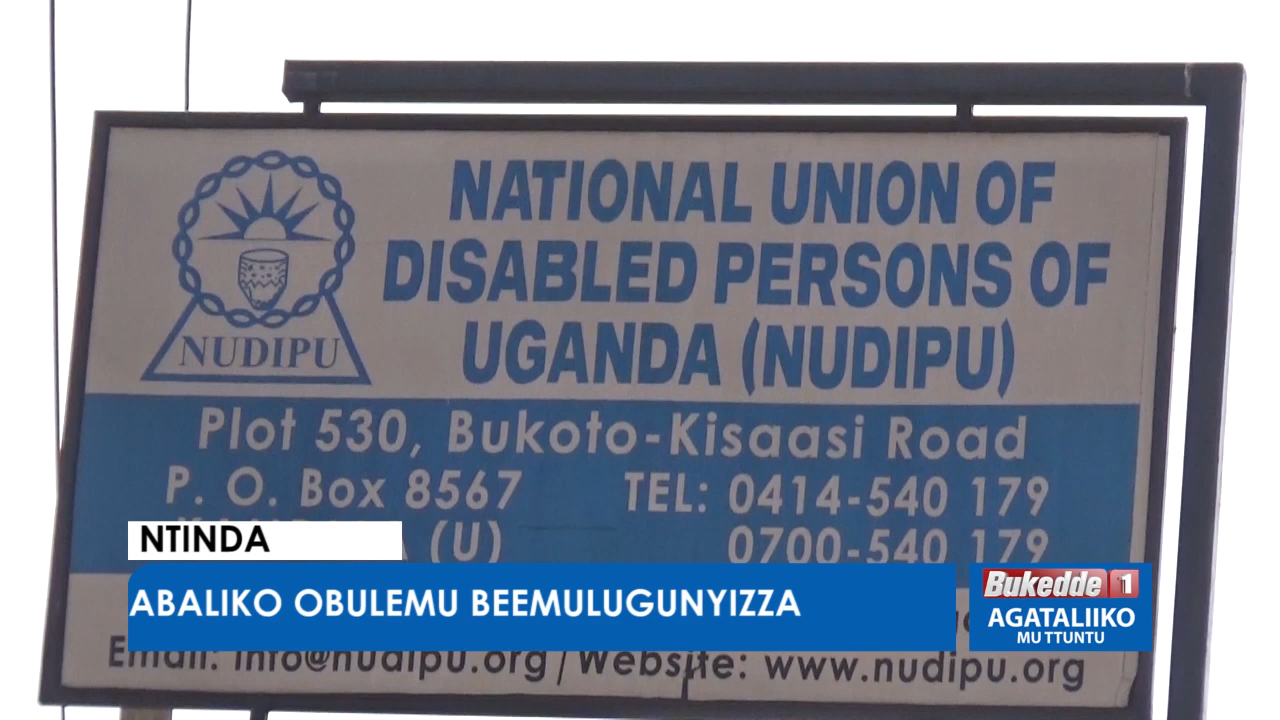 NATIONAL UNION OF
DISABLED PERSONS OF
UGANDA (NUDIPU)
NUDIPU
Plot 530, Bukoto-Kisaasi Road
P. O. Box 8567 TEL: 0414-540 179
(U) 0700-540 179
NTINDA
ABALIKO OBULEMU BEEMULUGUNYIZZA
Bukedde 1
AGATALIIKO
MU TTUNTU
Email: info@nudipu.org / Website: www.nudipu.org